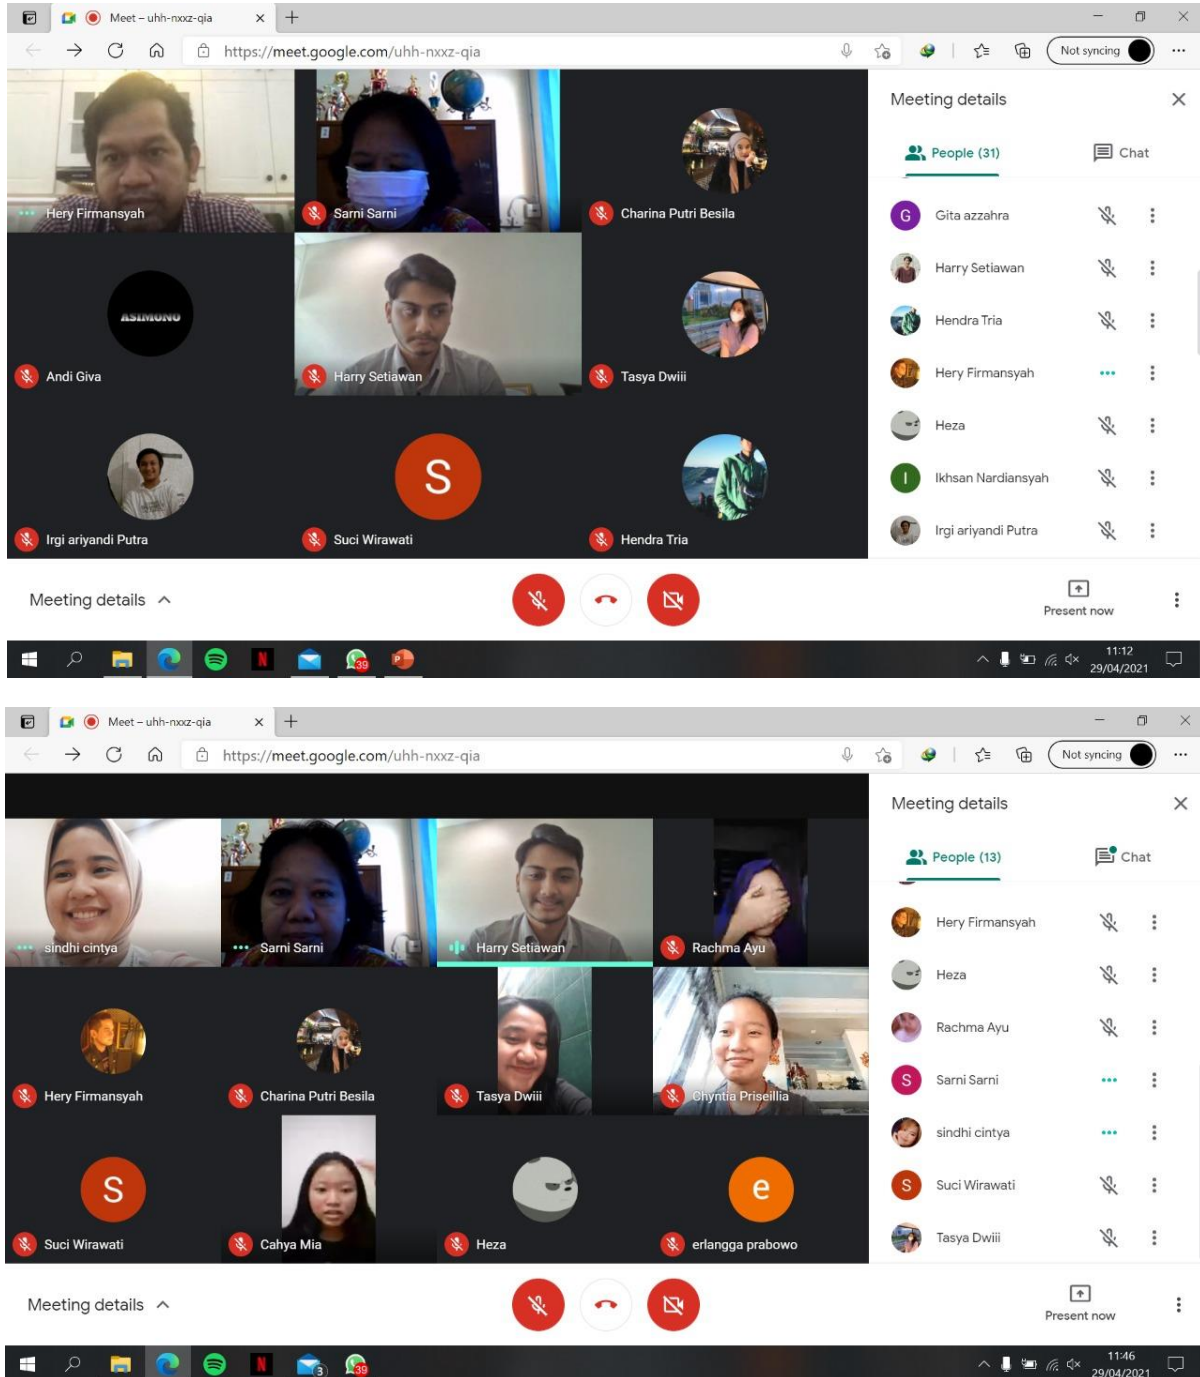 Meet – uhh-nxxz-qia
https://meet.google.com/uhh-nxxz-qia
Not syncing
Hery Firmansyah
Sarni Sarni
Charina Putri Besila
ASIMONO
Andi Giva
Harry Setiawan
Tasya Dwiii
Irgi ariyandi Putra
S
Suci Wirawati
Hendra Tria
Meeting details
People (31)
Chat
G
Gita azzahra
Harry Setiawan
Hendra Tria
Hery Firmansyah
Heza
I
Ikhsan Nardiansyah
Irgi ariyandi Putra
Meeting details
Present now
N
39
P
11:12
29/04/2021
Meet – uhh-nxxz-qia
https://meet.google.com/uhh-nxxz-qia
Not syncing
sindhi cintya
Sarni Sarni
Harry Setiawan
Rachma Ayu
Hery Firmansyah
Charina Putri Besila
Tasya Dwiii
Chyntia Priseillia
S
Suci Wirawati
Cahya Mia
Heza
e
erlangga prabowo
Meeting details
People (13)
Chat
Hery Firmansyah
Heza
Rachma Ayu
S
Sarni Sarni
sindhi cintya
S
Suci Wirawati
Tasya Dwiii
Meeting details
Present now
N
3
39
11:46
29/04/2021